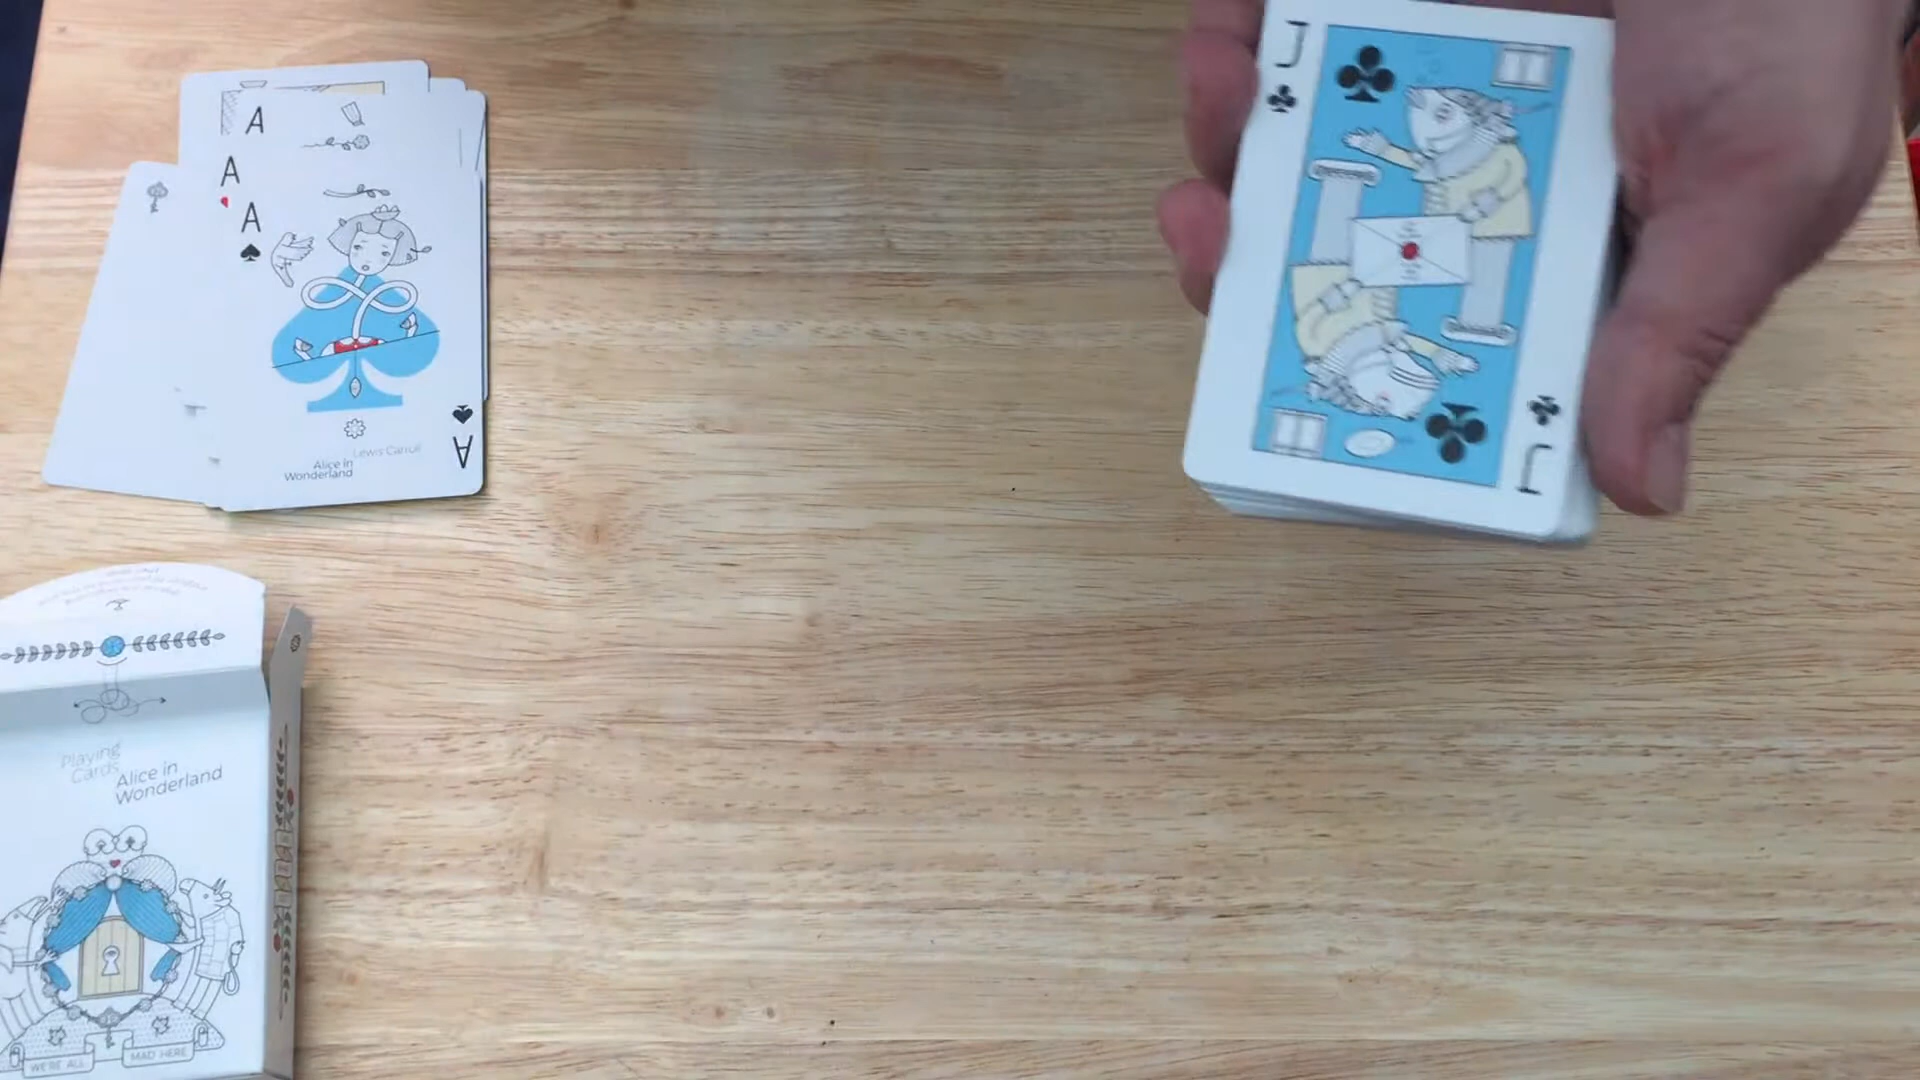 A
A
A
Lewis Carroll
Alice in
Wonderland
A
J
J
Playing
Cards
Alice in
Wonderland
WE'RE ALL
MAD HERE